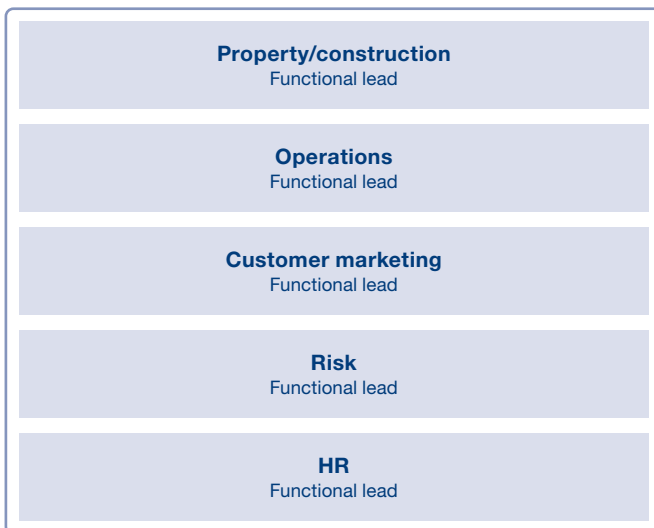 Property/construction
Functional lead
Operations
Functional lead
Customer marketing
Functional lead
Risk
Functional lead
HR
Functional lead